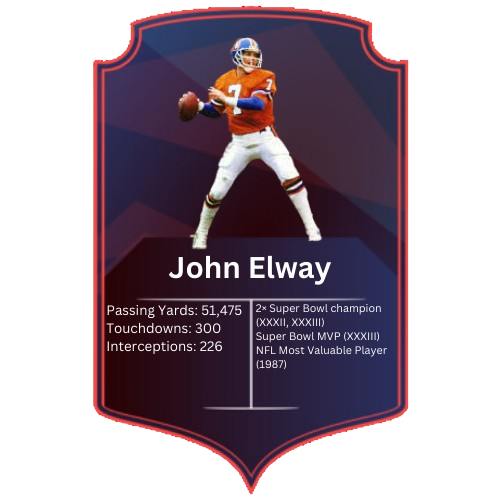 7
7
John Elway
Passing Yards: 51,475
Touchdowns: 300
Interceptions: 226
2× Super Bowl champion
(XXXII, XXXIII)
Super Bowl MVP (XXXIII)
NFL Most Valuable Player
(1987)